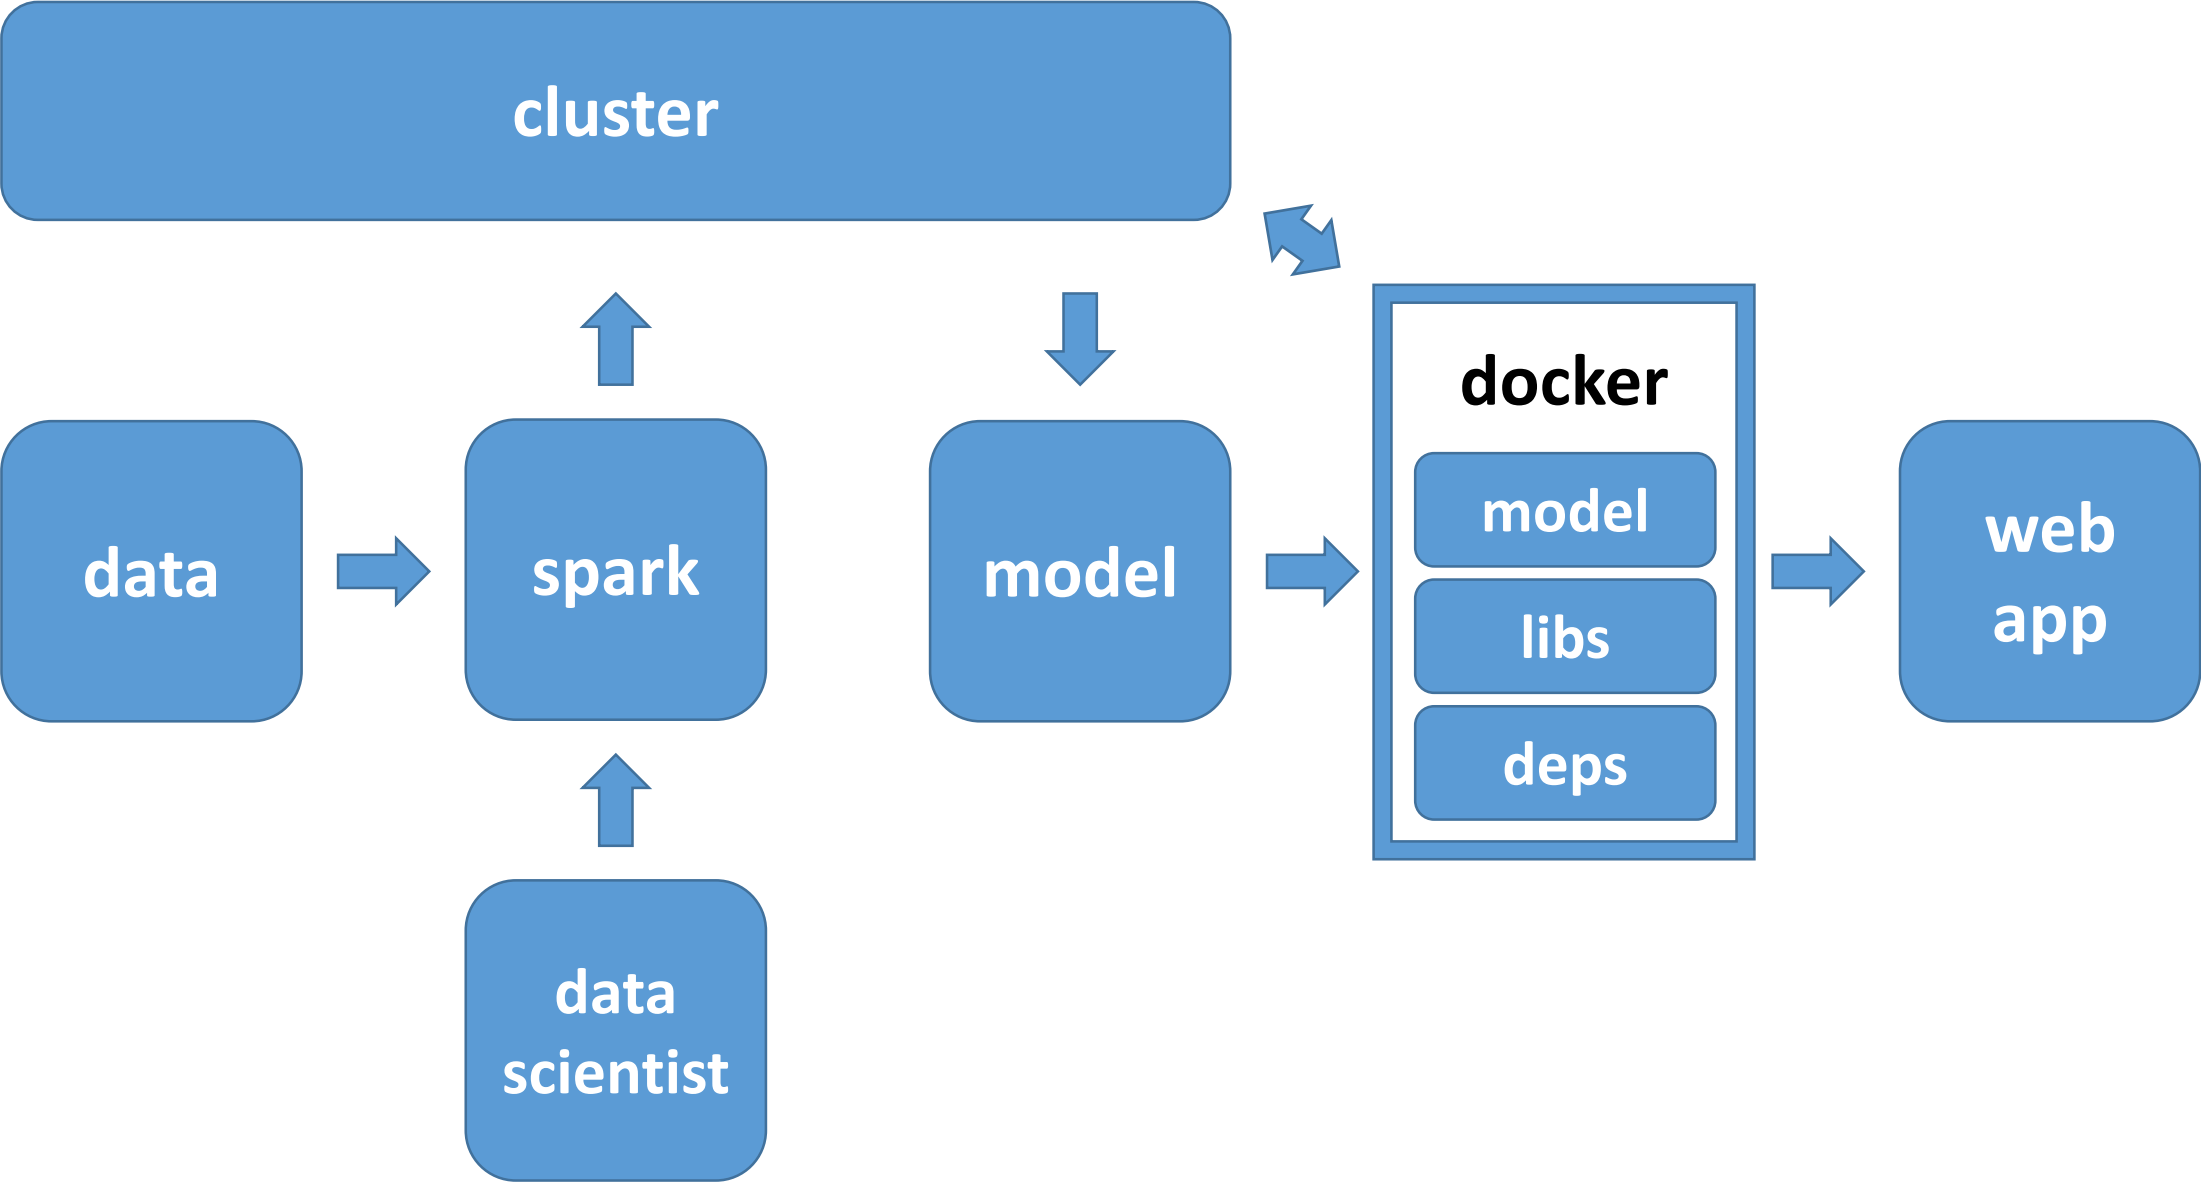 cluster
data
spark
model
docker
model
libs
deps
web
app
data
scientist